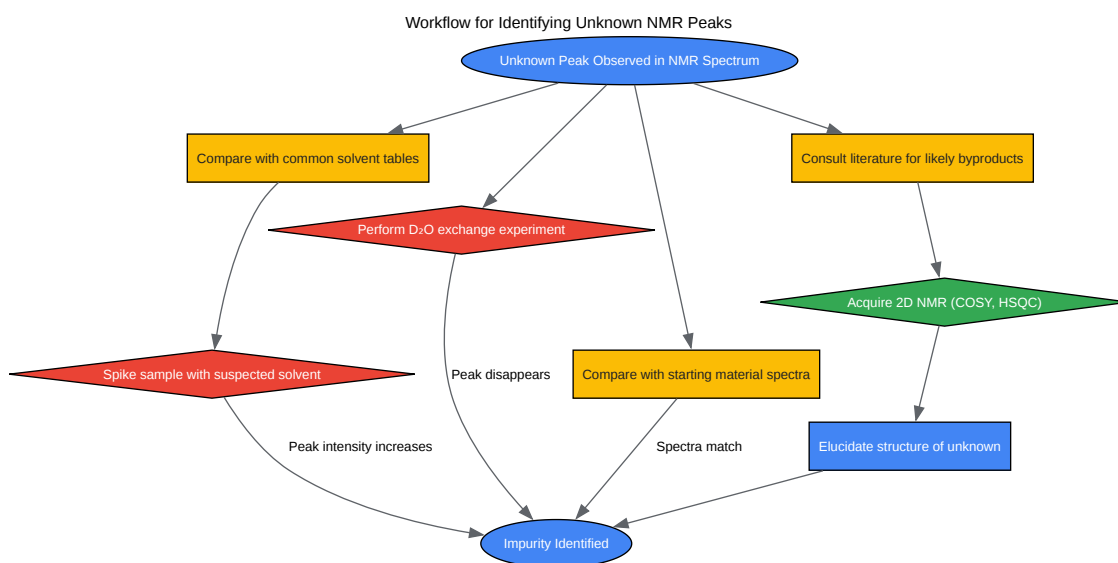 Workflow for Identifying Unknown NMR Peaks
Unknown Peak Observed in NMR Spectrum
Compare with common solvent tables
Consult literature for likely byproducts
Perform D₂O exchange experiment
Acquire 2D NMR (COSY, HSQC)
Spike sample with suspected solvent
Peak disappears
Compare with starting material spectra
Peak intensity increases
Spectra match
Elucidate structure of unknown
Impurity Identified